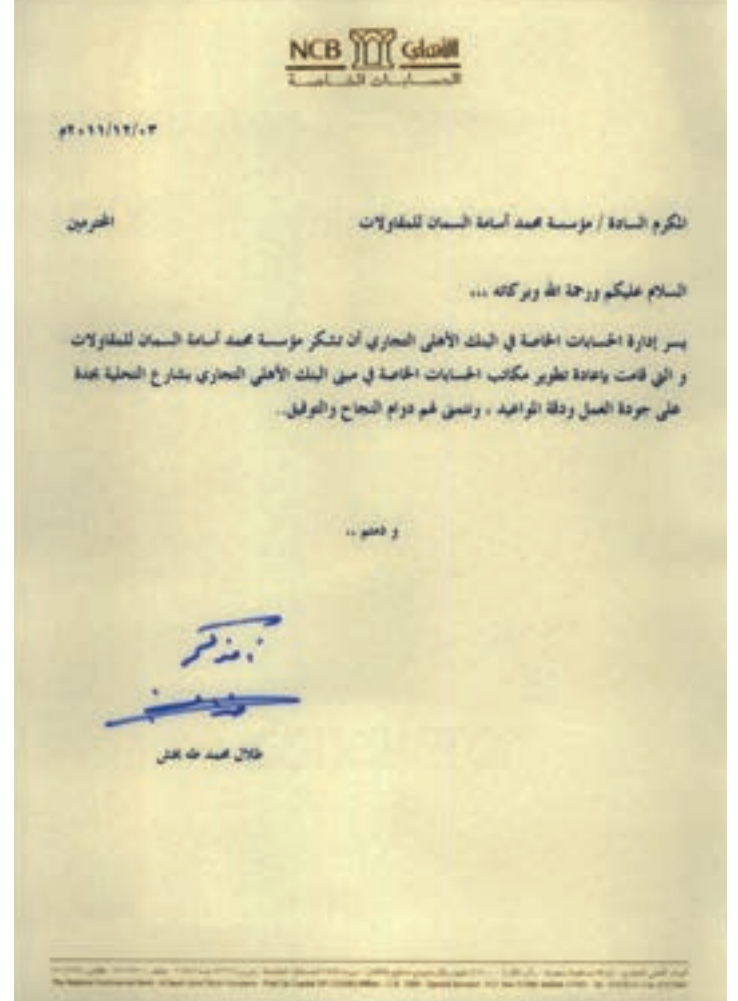 NCB الأهلي
الحسابات الخاصة
٢٠١١/١٢/٠٣م
المكرم السادة / مؤسسة محمد أسامة السمان للمقاولات المحترمين
السلام عليكم ورحمة الله وبركاته ...
يسر إدارة الحسابات الخاصة في البنك الأهلي التجاري أن تشكر مؤسسة محمد أسامة السمان للمقاولات
و التي قامت بإعادة تطوير مكاتب الحسابات الخاصة في مبنى البنك الأهلي التجاري بشارع التحلية بجدة
على جودة العمل ودقة المواعيد ، ونتمنى لهم دوام النجاح والتوفيق..
و دمتم ..
طلال محمد طه بخش